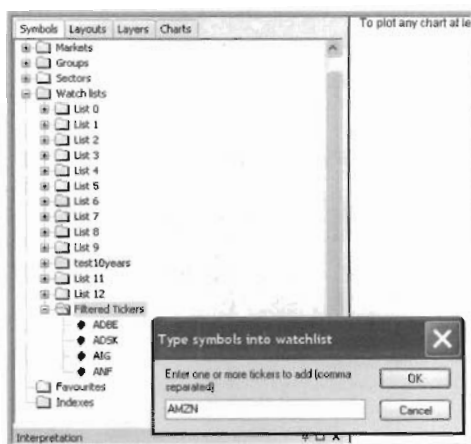 Symbols Layouts Layers Charts
To plot any chart at le
Markets
Groups
Sectors
Watch lists
List 0
List 1
List 2
List 3
List 4
List 5
List 6
List 7
List 8
List 9
test10years
List 11
List 12
Filtered Tickers
ADBE
ADSK
AIG
ANF
Favourites
Indexes
Interpretation
Type symbols into watchlist
Enter one or more tickers to add (comma
separated)
OK
AMZN
Cancel